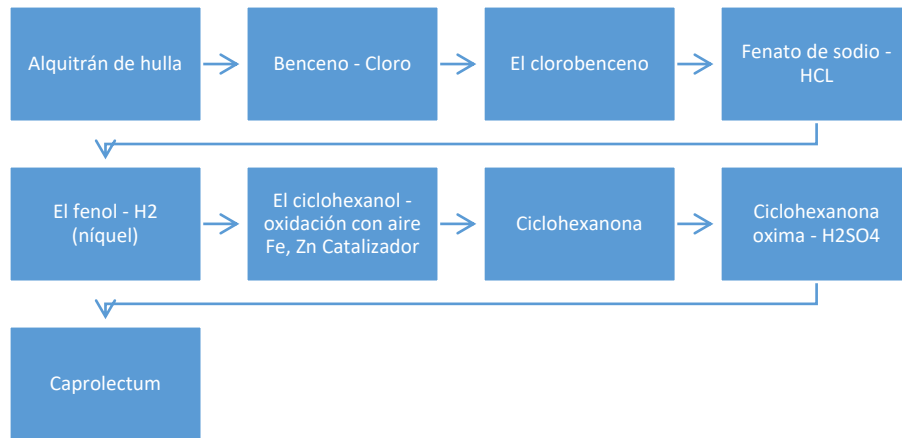 Alquitrán de hulla
Benceno - Cloro
El clorobenceno
Fenato de sodio -
HCL
El fenol - H2
(níquel)
El ciclohexanol -
oxidación con aire
Fe, Zn Catalizador
Ciclohexanona
Ciclohexanona
oxima - H2SO4
Caprolectum